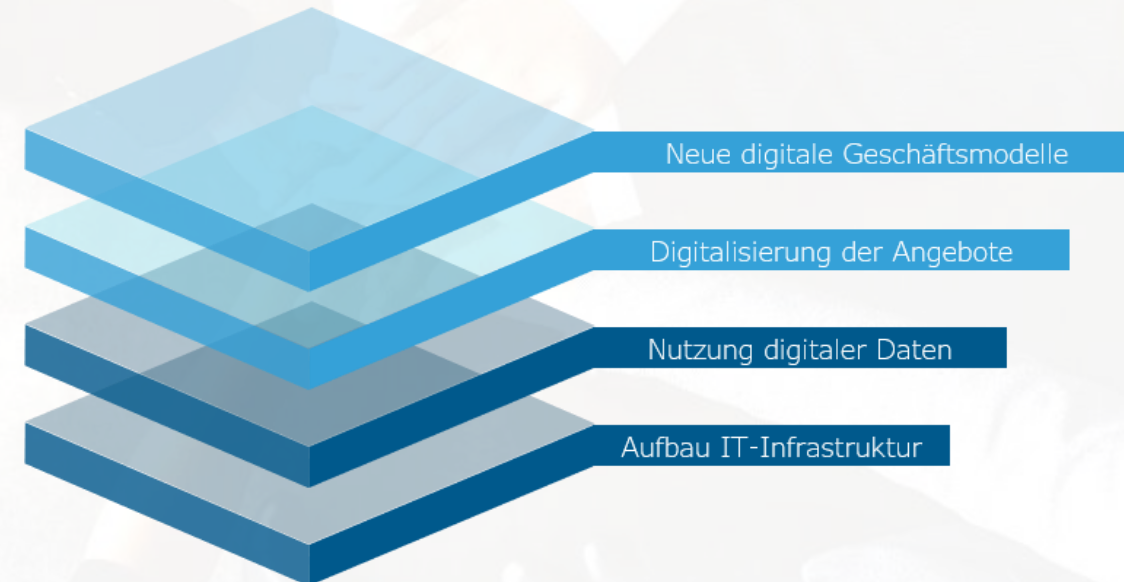 Neue digitale Geschäftsmodelle
Digitalisierung der Angebote
Nutzung digitaler Daten
Aufbau IT-Infrastruktur